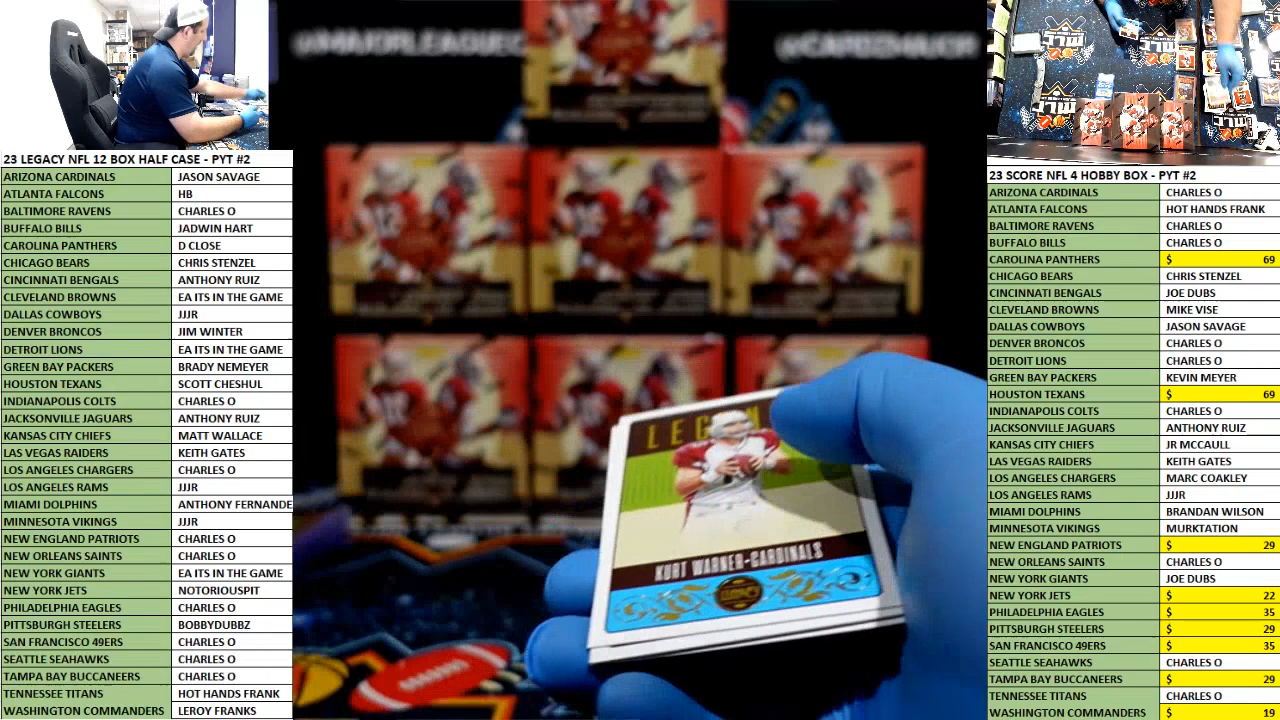 23 LEGACY NFL 12 BOX HALF CASE - PYT #2
ARIZONA CARDINALS JASON SAVAGE
ATLANTA FALCONS HB
BALTIMORE RAVENS CHARLES O
BUFFALO BILLS JADWIN HART
CAROLINA PANTHERS D CLOSE
CHICAGO BEARS CHRIS STENZEL
CINCINNATI BENGALS ANTHONY RUIZ
CLEVELAND BROWNS EA ITS IN THE GAME
DALLAS COWBOYS JJJR
DENVER BRONCOS JIM WINTER
DETROIT LIONS EA ITS IN THE GAME
GREEN BAY PACKERS BRADY NEMEYER
HOUSTON TEXANS SCOTT CHESHUL
INDIANAPOLIS COLTS CHARLES O
JACKSONVILLE JAGUARS ANTHONY RUIZ
KANSAS CITY CHIEFS MATT WALLACE
LAS VEGAS RAIDERS KEITH GATES
LOS ANGELES CHARGERS CHARLES O
LOS ANGELES RAMS JJJR
MIAMI DOLPHINS ANTHONY FERNANDE
MINNESOTA VIKINGS JJJR
NEW ENGLAND PATRIOTS CHARLES O
NEW ORLEANS SAINTS CHARLES O
NEW YORK GIANTS EA ITS IN THE GAME
NEW YORK JETS NOTORIOUSPIT
PHILADELPHIA EAGLES CHARLES O
PITTSBURGH STEELERS BOBBYDUBBZ
SAN FRANCISCO 49ERS CHARLES O
SEATTLE SEAHAWKS CHARLES O
TAMPA BAY BUCCANEERS CHARLES O
TENNESSEE TITANS HOT HANDS FRANK
WASHINGTON COMMANDERS LEROY FRANKS
KURT WARNER-CARDINALS
23 SCORE NFL 4 HOBBY BOX - PYT #2
ARIZONA CARDINALS CHARLES O
ATLANTA FALCONS HOT HANDS FRANK
BALTIMORE RAVENS CHARLES O
BUFFALO BILLS CHARLES O
CAROLINA PANTHERS $ 69
CHICAGO BEARS CHRIS STENZEL
CINCINNATI BENGALS JOE DUBS
CLEVELAND BROWNS MIKE VISE
DALLAS COWBOYS JASON SAVAGE
DENVER BRONCOS CHARLES O
DETROIT LIONS CHARLES O
GREEN BAY PACKERS KEVIN MEYER
HOUSTON TEXANS $ 69
INDIANAPOLIS COLTS CHARLES O
JACKSONVILLE JAGUARS ANTHONY RUIZ
KANSAS CITY CHIEFS JR MCCAULL
LAS VEGAS RAIDERS KEITH GATES
LOS ANGELES CHARGERS MARC COAKLEY
LOS ANGELES RAMS JJJR
MIAMI DOLPHINS BRANDAN WILSON
MINNESOTA VIKINGS MURKTATION
NEW ENGLAND PATRIOTS $ 29
NEW ORLEANS SAINTS CHARLES O
NEW YORK GIANTS JOE DUBS
NEW YORK JETS $ 22
PHILADELPHIA EAGLES $ 35
PITTSBURGH STEELERS $ 29
SAN FRANCISCO 49ERS $ 35
SEATTLE SEAHAWKS CHARLES O
TAMPA BAY BUCCANEERS $ 29
TENNESSEE TITANS CHARLES O
WASHINGTON COMMANDERS $ 19